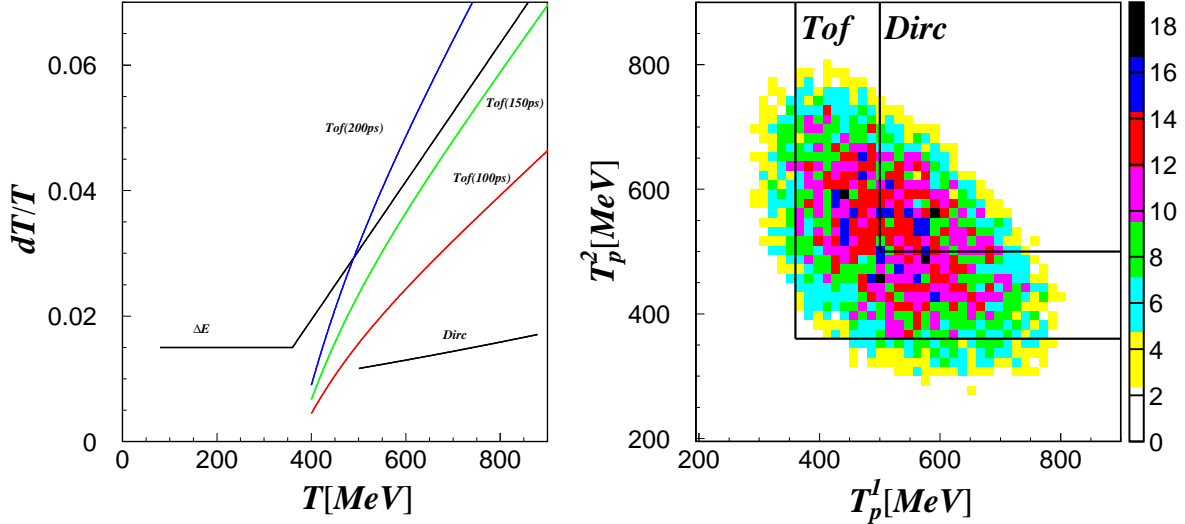 dT/T
0.06
0.04
0.02
0
Tof(200ps)
Tof(150ps)
Tof(100ps)
ΔE
Dirc
0 200 400 600 800
T[MeV]
T_p^2[MeV]
800
600
400
200
Tof Dirc
200 400 600 800
T_p^1[MeV]
18
16
14
12
10
8
6
4
2
0